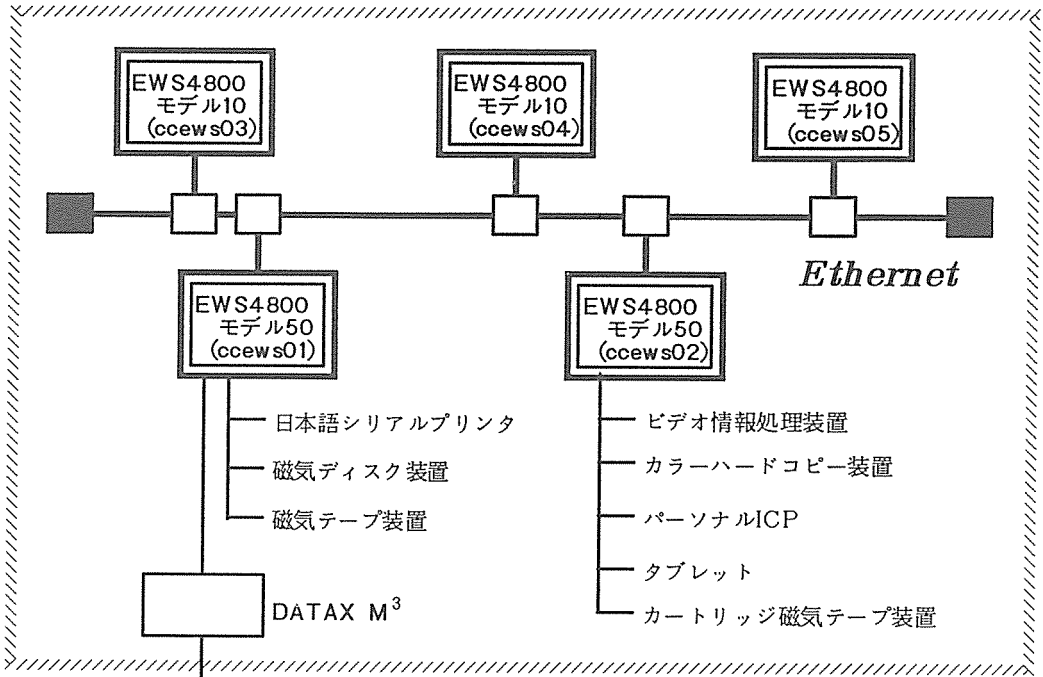 EWS4800
モデル10
(ccews03)
EWS4800
モデル10
(ccews04)
EWS4800
モデル10
(ccews05)
Ethernet
EWS4800
モデル50
(ccews01)
EWS4800
モデル50
(ccews02)
日本語シリアルプリンタ
磁気ディスク装置
磁気テープ装置
DATAX M³
ビデオ情報処理装置
カラーハードコピー装置
パーソナルICP
タブレット
カートリッジ磁気テープ装置